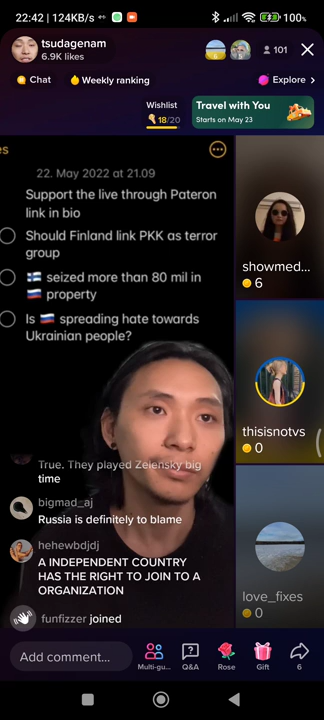 22:42 | 124KB/s
100%
tsudagenam
6.9K likes
101
Chat
Weekly ranking
Explore >
Wishlist
18/20
Travel with You
Starts on May 23
es
22. May 2022 at 21.09
Support the live through Pateron
link in bio
Should Finland link PKK as terror
group
🇫🇮 seized more than 80 mil in
🇷🇺 property
Is 🇷🇺 spreading hate towards
Ukrainian people?
showmed...
6
thisisnotvs
0
love_fixes
0
True. They played Zelensky big
time
bigmad_aj
Russia is definitely to blame
hehewbdjdj
A INDEPENDENT COUNTRY
HAS THE RIGHT TO JOIN TO A
ORGANIZATION
funfizzer joined
Add comment...
Multi-gu...
Q&A
Rose
Gift
6